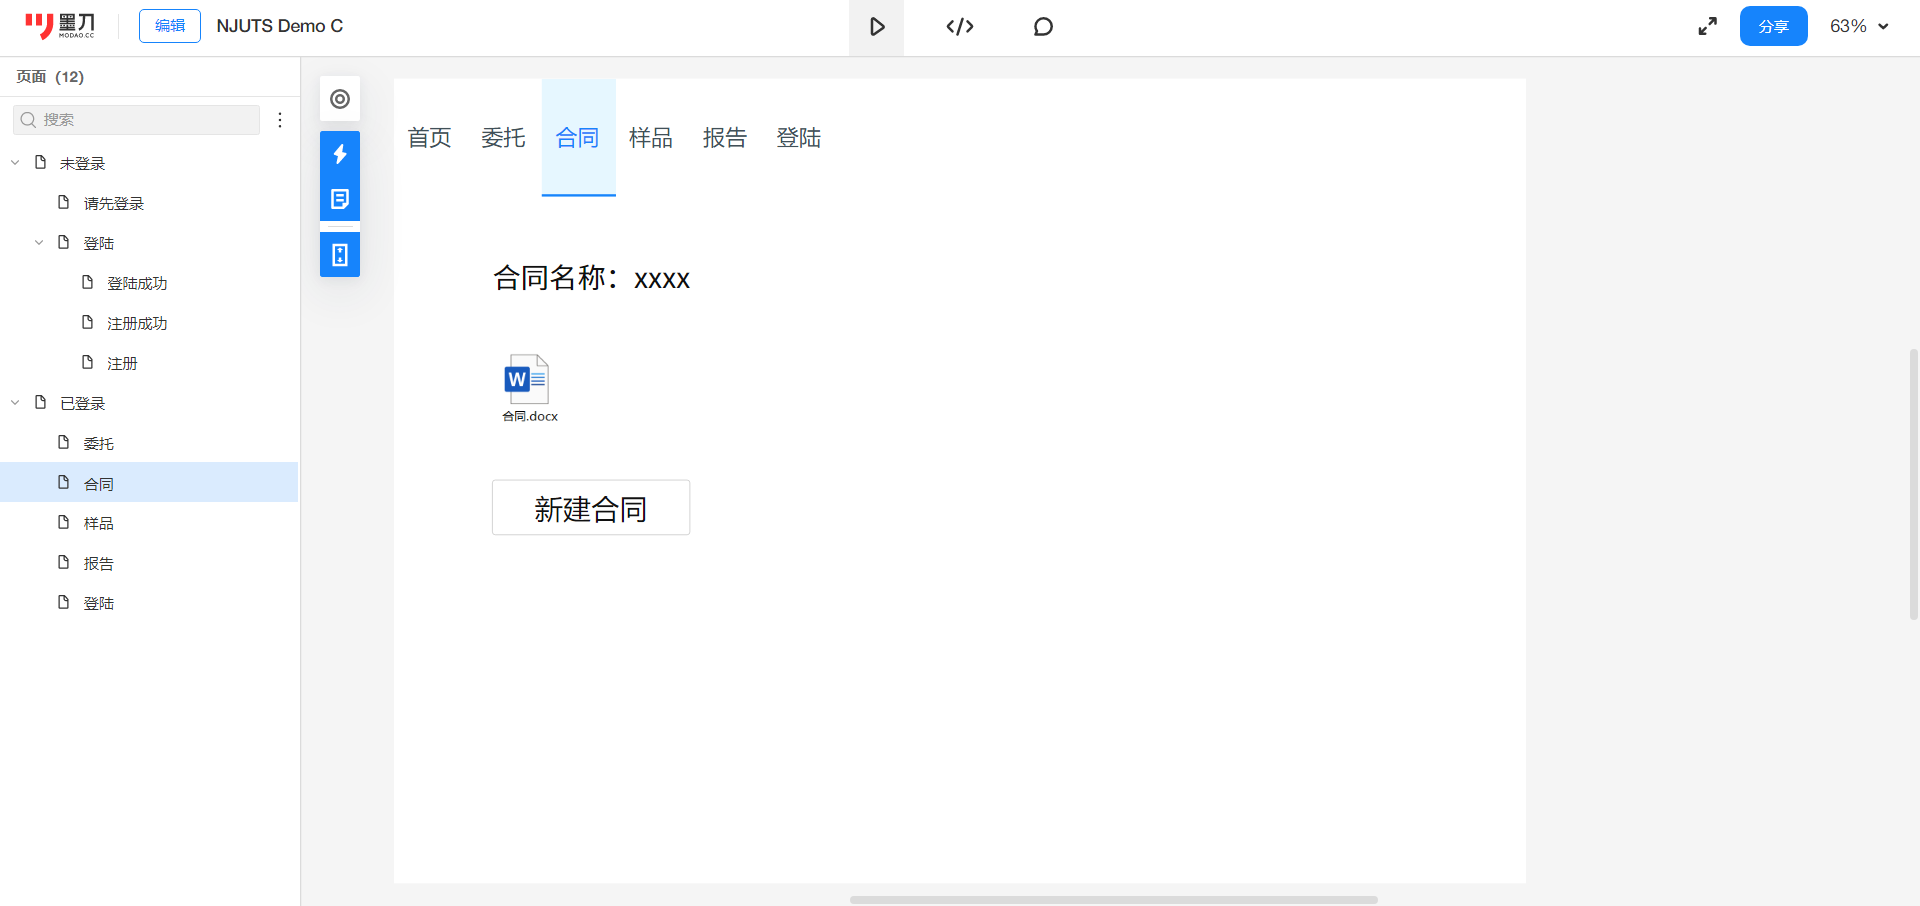 墨刀
MODAO.CC
编辑
NJUTS Demo C
分享
63%
页面 (12)
搜索
未登录
请先登录
登陆
登陆成功
注册成功
注册
已登录
委托
合同
样品
报告
登陆
首页 委托 合同 样品 报告 登陆
合同名称：xxxx
W
合同.docx
新建合同